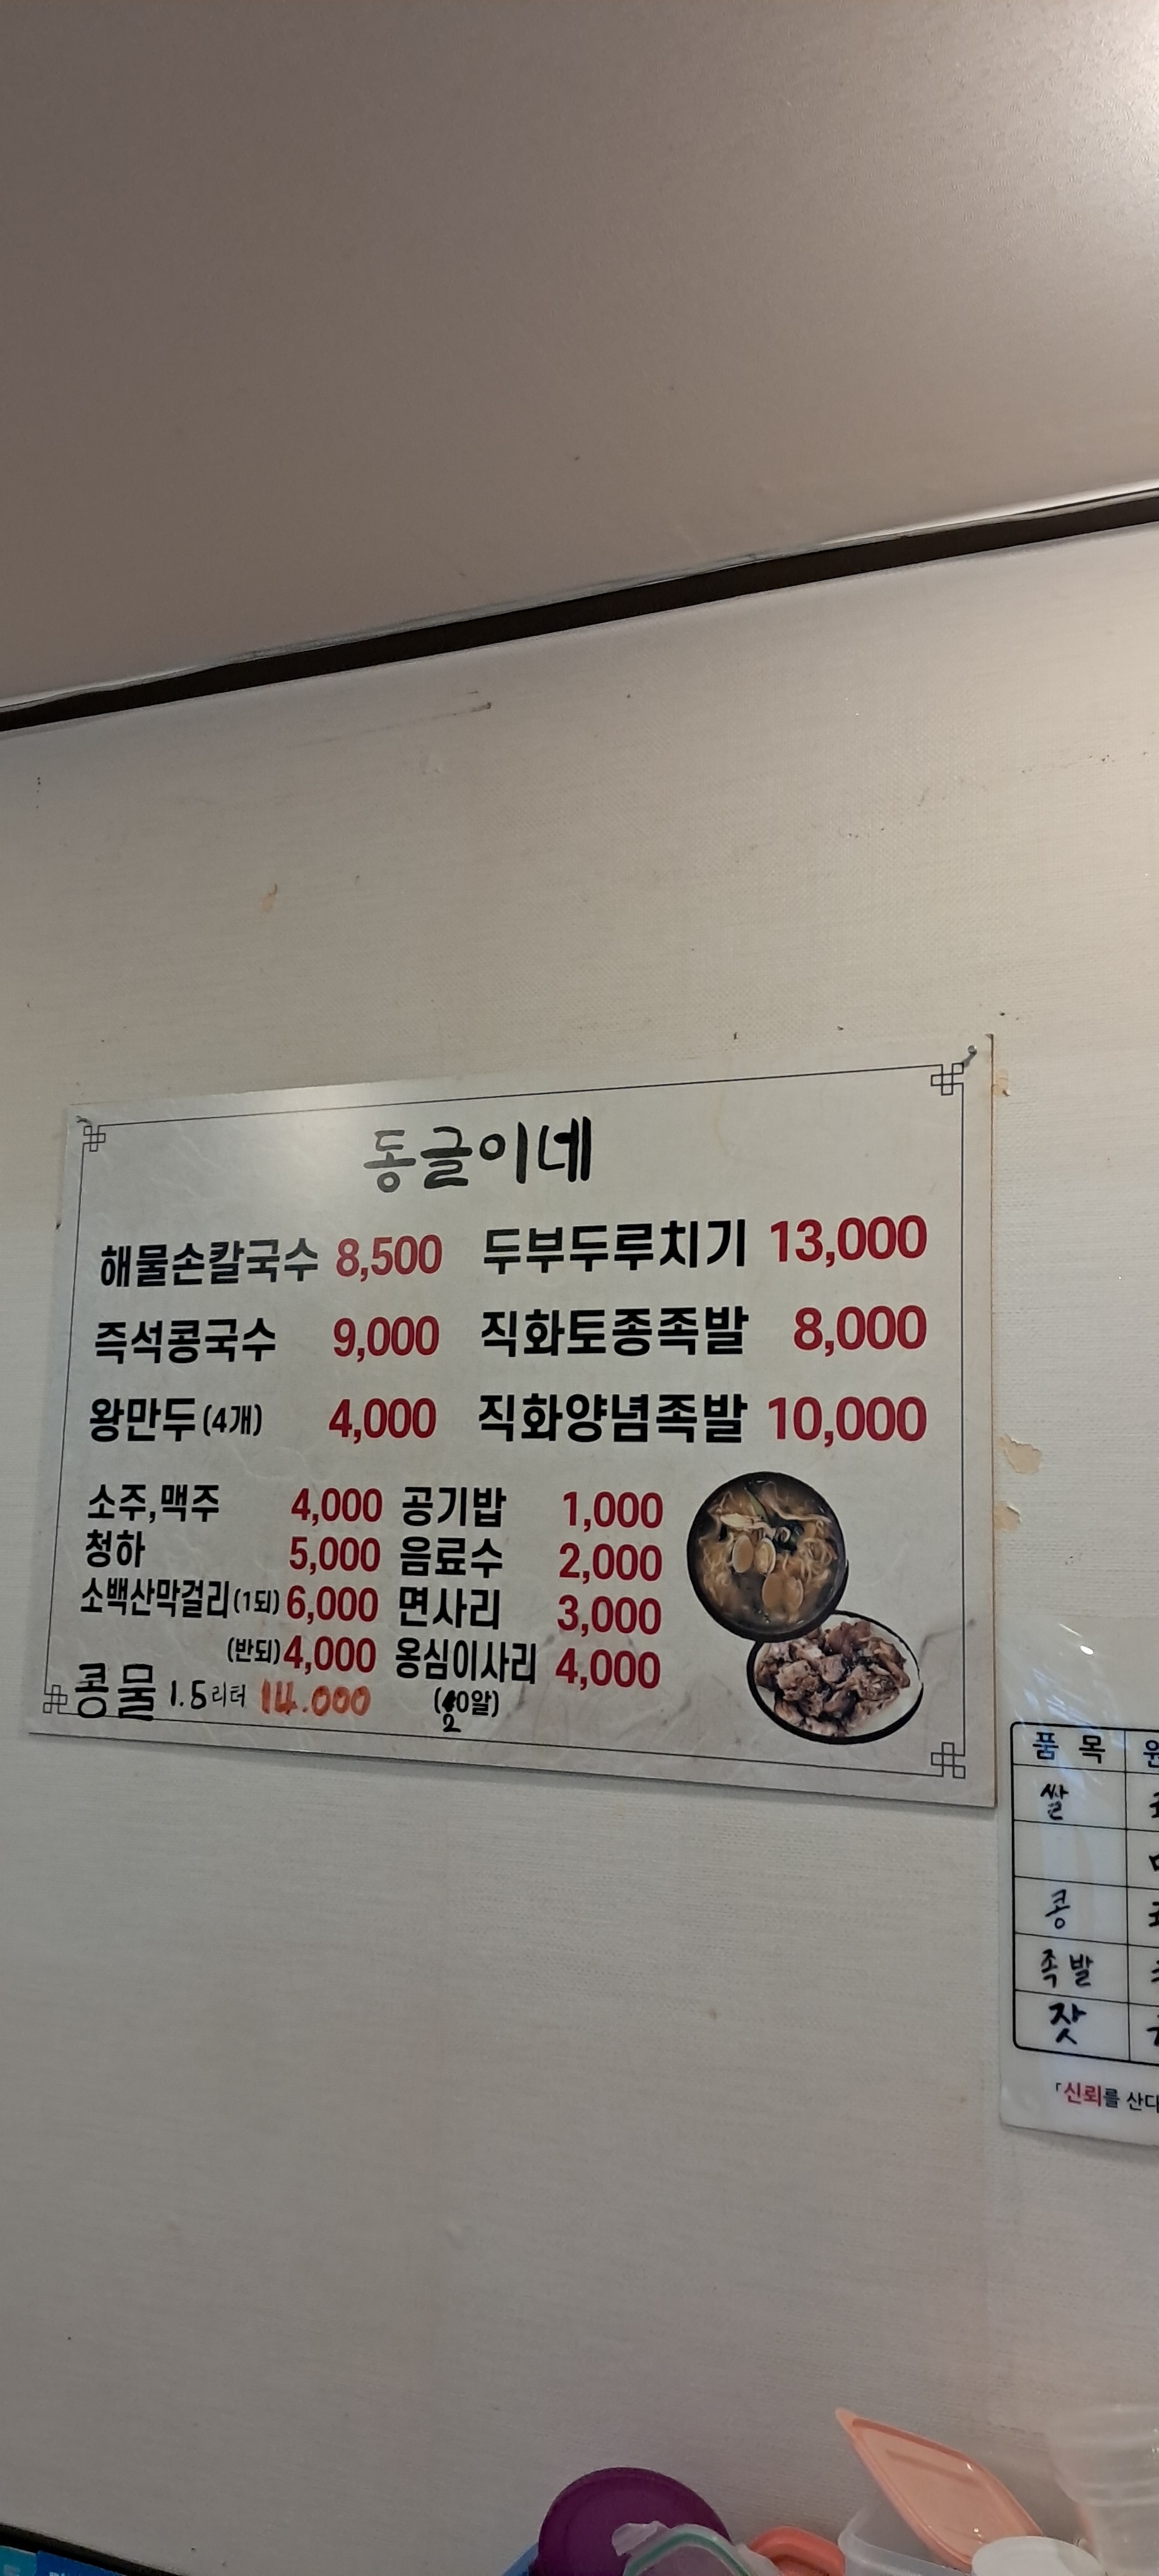 동글이네
해물손칼국수 8,500 두부두루치기 13,000
즉석콩국수 9,000 직화토종족발 8,000
왕만두(4개) 4,000 직화양념족발 10,000
소주,맥주 4,000 공기밥 1,000
청하 5,000 음료수 2,000
소백산막걸리(1되) 6,000 면사리 3,000
(반되) 4,000 옹심이사리 4,000
콩물 1.5리터 14.000 (20알)
품 목
쌀
콩
족발
잣
「신뢰를 산다